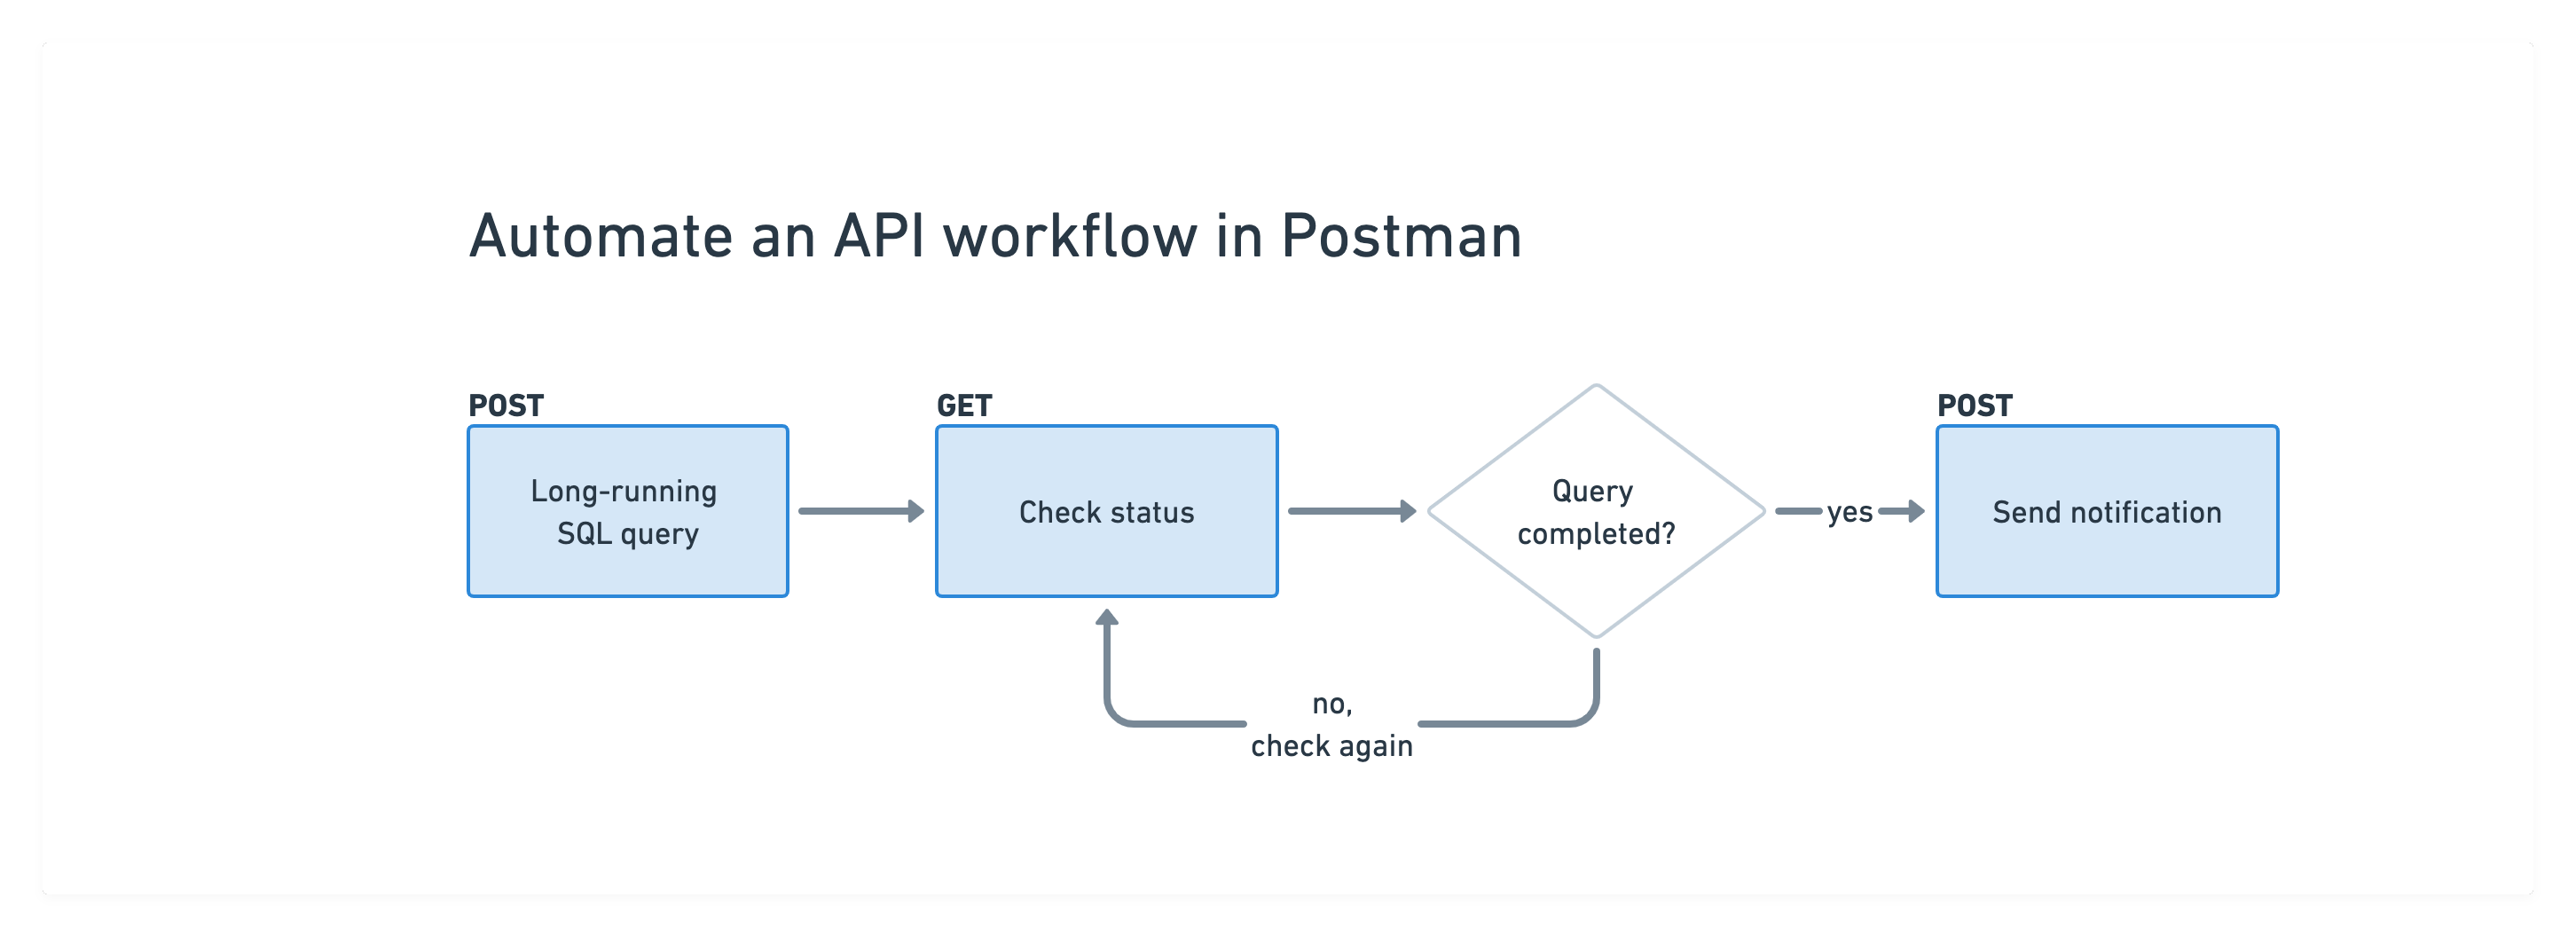 Automate an API workflow in Postman
POST
Long-running
SQL query
GET
Check status
Query
completed?
yes
POST
Send notification
no,
check again